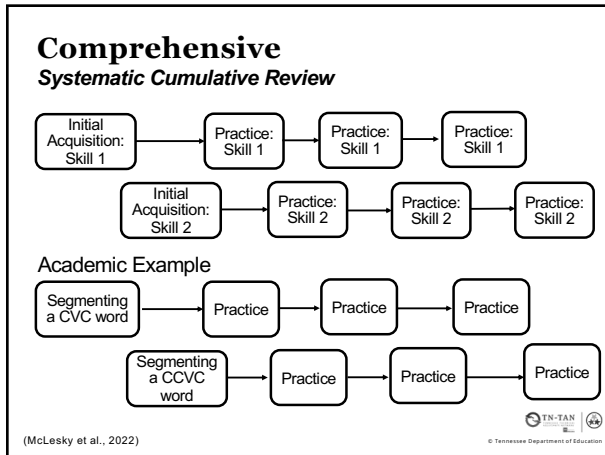 Comprehensive
Systematic Cumulative Review
Initial
Acquisition:
Skill 1
Practice:
Skill 1
Practice:
Skill 1
Practice:
Skill 1
Initial
Acquisition:
Skill 2
Practice:
Skill 2
Practice:
Skill 2
Practice:
Skill 2
Academic Example
Segmenting
a CVC word
Practice
Practice
Practice
Segmenting
a CCVC
word
Practice
Practice
Practice
TN-TAN
(McLesky et al., 2022)
© Tennessee Department of Education